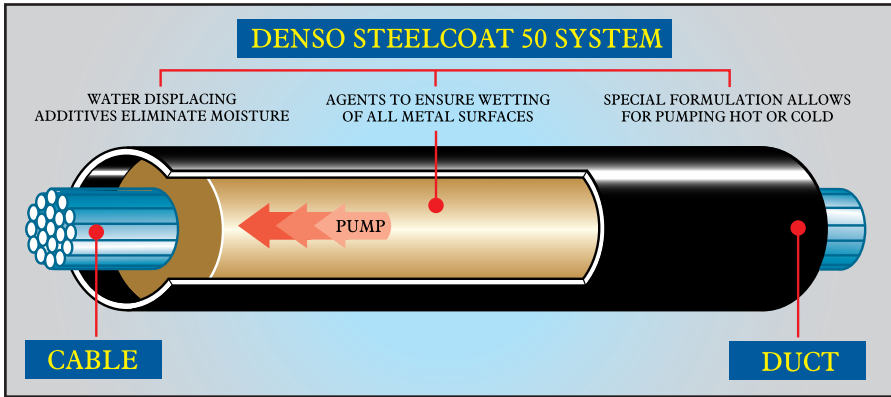 DENSO STEELCOAT 50 SYSTEM
WATER DISPLACING
ADDITIVES ELIMINATE MOISTURE
AGENTS TO ENSURE WETTING
OF ALL METAL SURFACES
SPECIAL FORMULATION ALLOWS
FOR PUMPING HOT OR COLD
PUMP
CABLE
DUCT